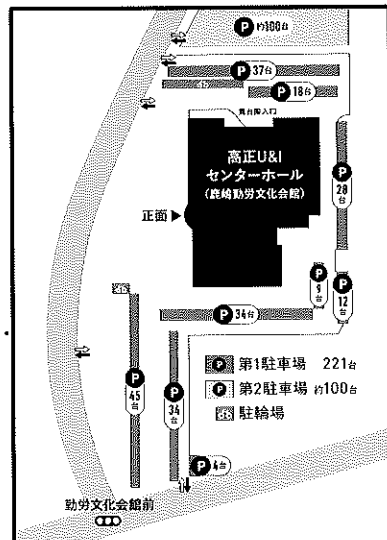 P 約100台
P 37台
P 18台
舞台搬入口
高正U&I
センターホール
(鹿嶋勤労文化会館)
正面
P 28台
P 9台
P 12台
P 34台
P 45台
P 34台
P 4台
P 第1駐車場 221台
P 第2駐車場 約100台
駐輪場
勤労文化会館前